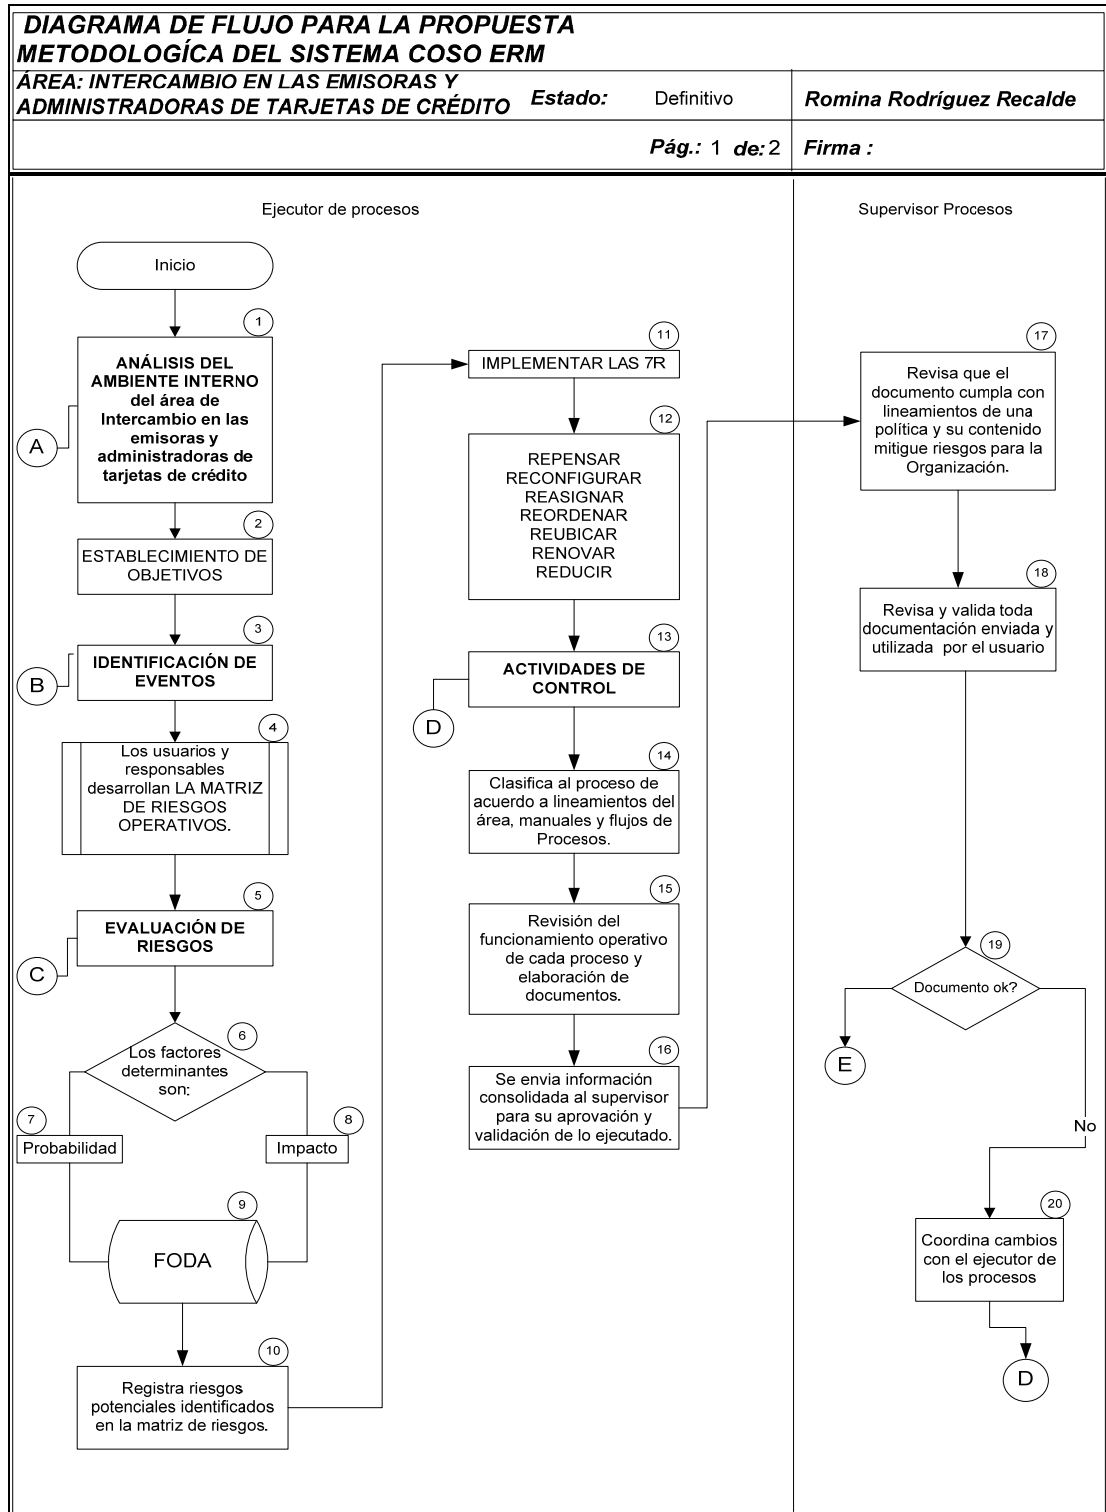 DIAGRAMA DE FLUJO PARA LA PROPUESTA
METODOLOGÍCA DEL SISTEMA COSO ERM
ÁREA: INTERCAMBIO EN LAS EMISORAS Y
ADMINISTRADORAS DE TARJETAS DE CRÉDITO
Estado: Definitivo
Romina Rodríguez Recalde
Pág.: 1 de: 2
Firma :
Ejecutor de procesos
Inicio
1
ANÁLISIS DEL
AMBIENTE INTERNO
del área de
Intercambio en las
emisoras y
administradoras de
tarjetas de crédito
A
2
ESTABLECIMIENTO DE
OBJETIVOS
3
IDENTIFICACIÓN DE
EVENTOS
B
4
Los usuarios y
responsables
desarrollan LA MATRIZ
DE RIESGOS
OPERATIVOS.
5
EVALUACIÓN DE
RIESGOS
C
6
Los factores
determinantes
son:
7
Probabilidad
8
Impacto
9
FODA
10
Registra riesgos
potenciales identificados
en la matriz de riesgos.
11
IMPLEMENTAR LAS 7R
12
REPENSAR
RECONFIGURAR
REASIGNAR
REORDENAR
REUBICAR
RENOVAR
REDUCIR
13
ACTIVIDADES DE
CONTROL
D
14
Clasifica al proceso de
acuerdo a lineamientos del
área, manuales y flujos de
Procesos.
15
Revisión del
funcionamiento operativo
de cada proceso y
elaboración de
documentos.
16
Se envia información
consolidada al supervisor
para su aprovación y
validación de lo ejecutado.
Supervisor Procesos
17
Revisa que el
documento cumpla con
lineamientos de una
política y su contenido
mitigue riesgos para la
Organización.
18
Revisa y valida toda
documentación enviada y
utilizada por el usuario
19
Documento ok?
E
No
20
Coordina cambios
con el ejecutor de
los procesos
D